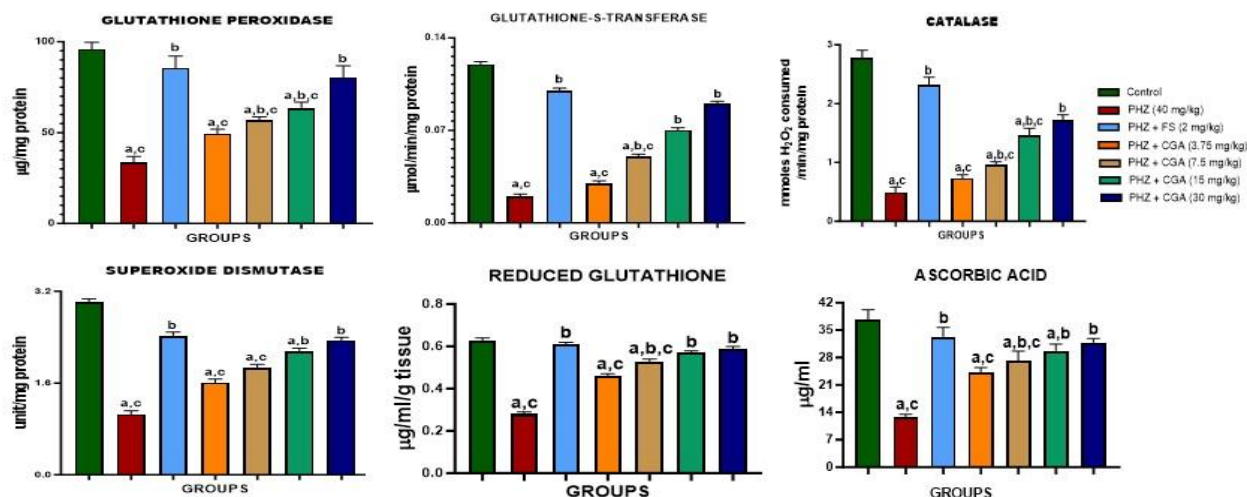 GLUTATHIONE PEROXIDASE
µg/mg protein
100
50
0
a,c
b
a,c
a,b,c
a,b,c
b
GROUPS
GLUTATHIONE-S-TRANSFERASE
µmol/min/mg protein
0.14
0.07
0.00
a,c
b
a,c
a,b,c
b
b
GROUPS
CATALASE
mmoles H₂O₂ consumed
/min/mg protein
3
2
1
0
a,c
b
a,c
a,b,c
a,b,c
b
GROUPS
Control
PHZ (40 mg/kg)
PHZ + FS (2 mg/kg)
PHZ + CGA (3.75 mg/kg)
PHZ + CGA (7.5 mg/kg)
PHZ + CGA (15 mg/kg)
PHZ + CGA (30 mg/kg)
SUPEROXIDE DISMUTASE
unit/mg protein
3.2
1.6
0.0
a,c
b
a,c
a,c
a,b
b
GROUPS
REDUCED GLUTATHIONE
µg/ml/g tissue
0.8
0.6
0.4
0.2
0.0
a,c
b
a,c
a,b,c
b
b
GROUPS
ASCORBIC ACID
µg/ml
42
35
28
21
14
7
0
a,c
b
a,c
a,b,c
a,b
b
GROUPS